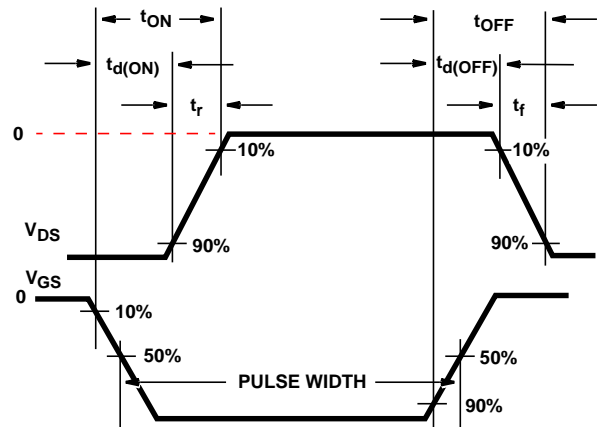 tON tOFF
td(ON) td(OFF)
tr tf
0
10% 10%
VDS 90% 90%
VGS
0
10%
50% 50%
PULSE WIDTH
90%